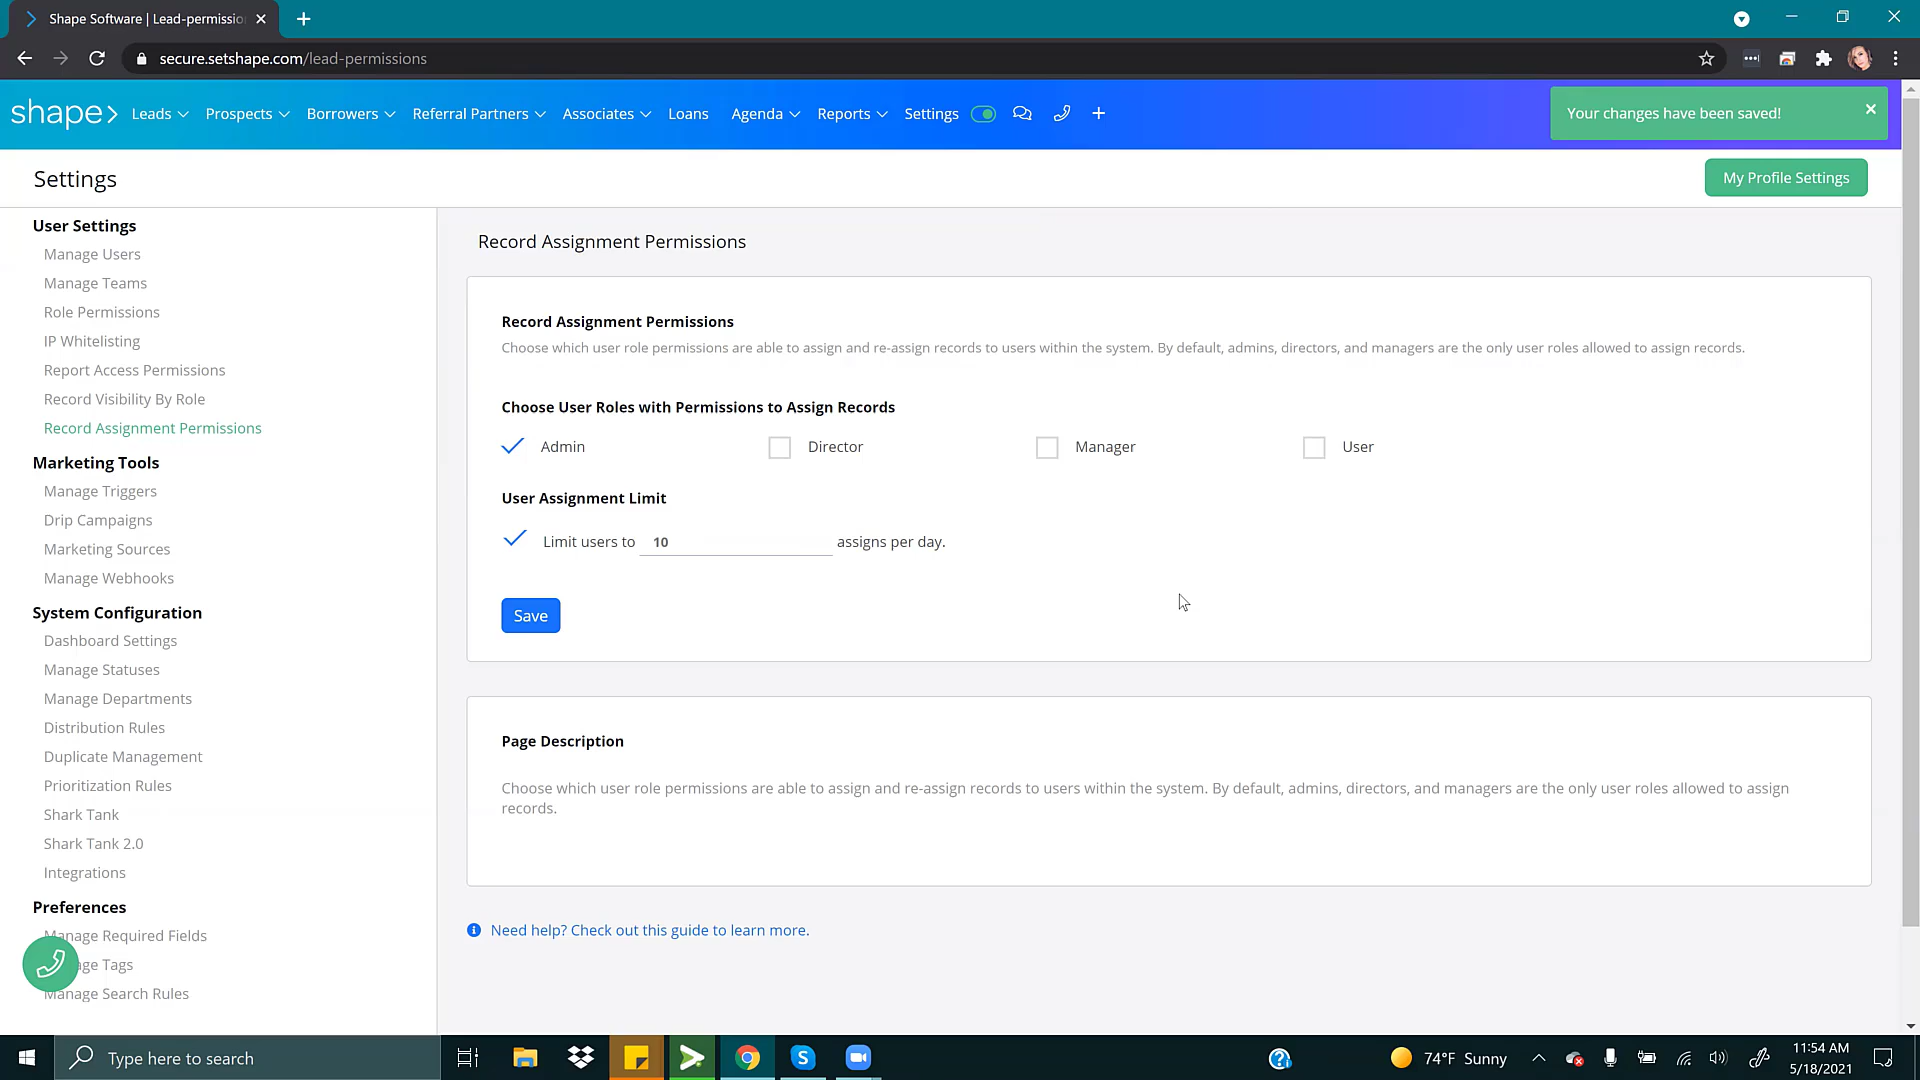 Shape Software | Lead-permissio
secure.setshape.com/lead-permissions
shape> Leads Prospects Borrowers Referral Partners Associates Loans Agenda Reports Settings
Your changes have been saved!
Settings
My Profile Settings
User Settings
Manage Users
Manage Teams
Role Permissions
IP Whitelisting
Report Access Permissions
Record Visibility By Role
Record Assignment Permissions
Marketing Tools
Manage Triggers
Drip Campaigns
Marketing Sources
Manage Webhooks
System Configuration
Dashboard Settings
Manage Statuses
Manage Departments
Distribution Rules
Duplicate Management
Prioritization Rules
Shark Tank
Shark Tank 2.0
Integrations
Preferences
Manage Required Fields
ge Tags
Manage Search Rules
Record Assignment Permissions
Record Assignment Permissions
Choose which user role permissions are able to assign and re-assign records to users within the system. By default, admins, directors, and managers are the only user roles allowed to assign records.
Choose User Roles with Permissions to Assign Records
Admin Director Manager User
User Assignment Limit
Limit users to 10 assigns per day.
Save
Page Description
Choose which user role permissions are able to assign and re-assign records to users within the system. By default, admins, directors, and managers are the only user roles allowed to assign
records.
Need help? Check out this guide to learn more.
Type here to search
74°F Sunny
11:54 AM
5/18/2021